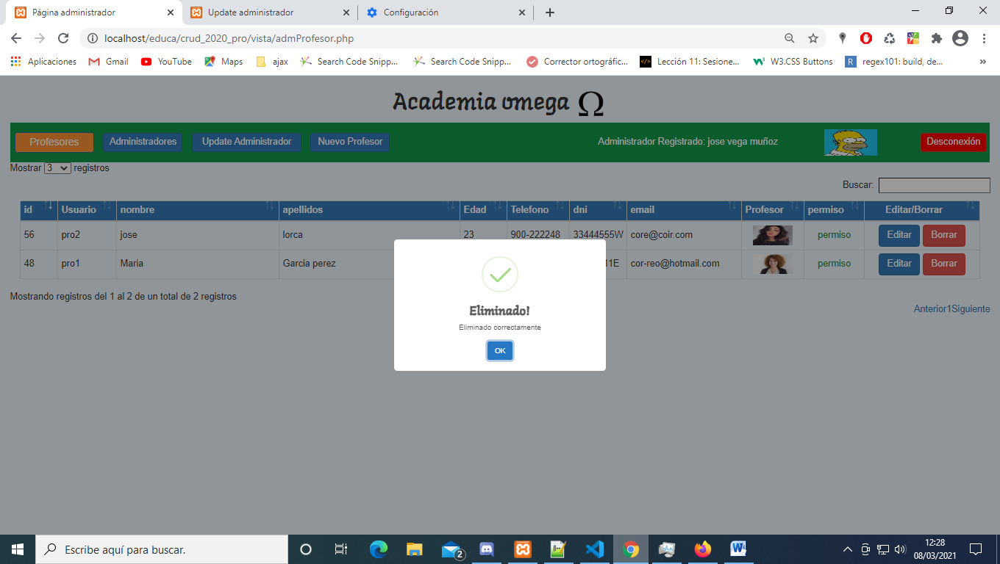 Página administrador
Update administrador
Configuración
localhost/educa/crud_2020_pro/vista/admProfesor.php
Aplicaciones Gmail YouTube Maps ajax Search Code Snipp... Search Code Snipp... Corrector ortográfic... Lección 11: Sesione... W3.CSS Buttons R regex101: build, de... »
Academia omega Ω
Profesores Administradores Update Administrador Nuevo Profesor Administrador Registrado: jose vega muñoz Desconexión
Mostrar 3 registros
Buscar:
id Usuario nombre apellidos Edad Telefono dni email Profesor permiso Editar/Borrar
56 pro2 jose lorca 23 900-222248 33444555W core@coir.com permiso Editar Borrar
48 pro1 Maria Garcia perez 11E cor-reo@hotmail.com permiso Editar Borrar
Mostrando registros del 1 al 2 de un total de 2 registros
Anterior1Siguiente
Eliminado!
Eliminado correctamente
OK
Escribe aquí para buscar.
2
12:28
08/03/2021